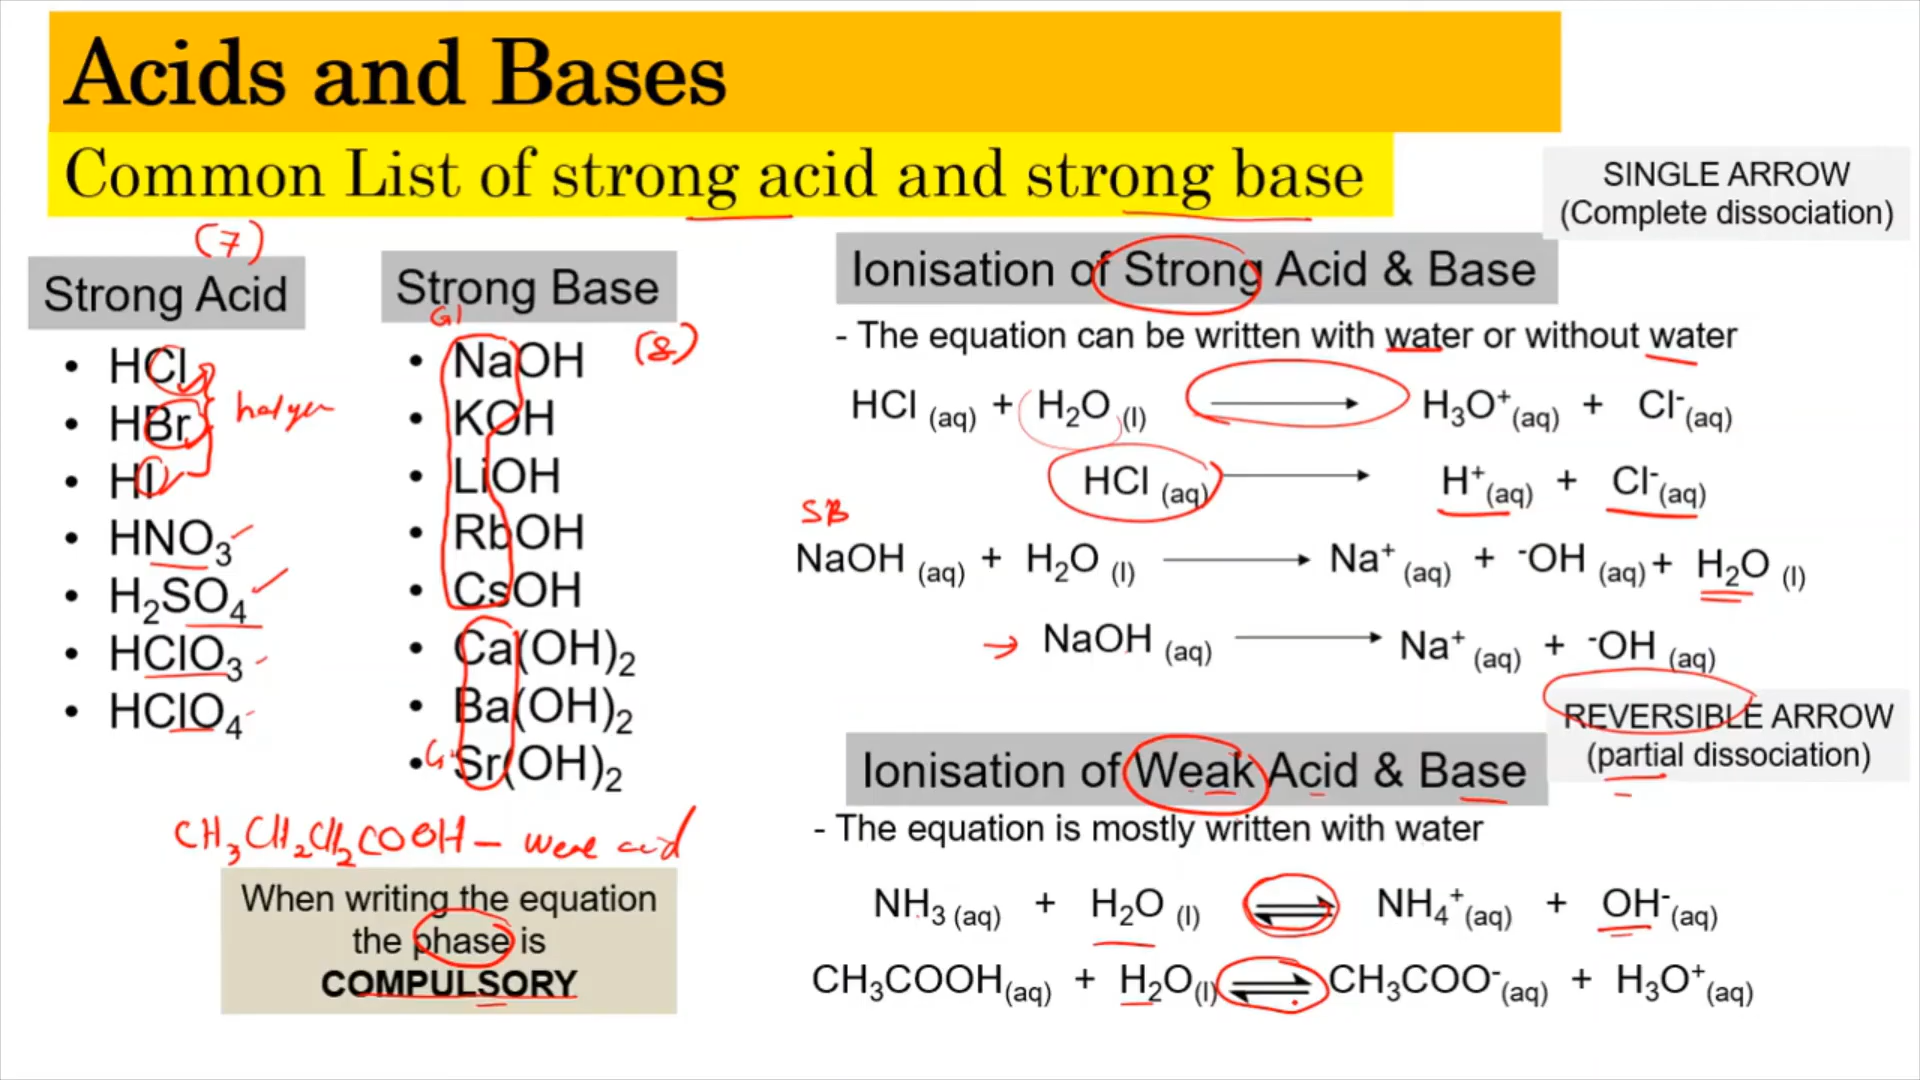 Acids and Bases
Common List of strong acid and strong base
(7)
Strong Acid
• HCl
• HBr
• HI
• HNO₃
• H₂SO₄
• HClO₃
• HClO₄
Strong Base
G1
(8)
• NaOH
• KOH
• LiOH
• RbOH
• CsOH
• Ca(OH)₂
• Ba(OH)₂
• Sr(OH)₂
CH₃CH₂CH₂COOH – weak acid
When writing the equation
the phase is
COMPULSORY
SINGLE ARROW
(Complete dissociation)
Ionisation of Strong Acid & Base
- The equation can be written with water or without water
HCl (aq) + H₂O (l) ⟶ H₃O⁺(aq) + Cl⁻(aq)
HCl (aq) ⟶ H⁺(aq) + Cl⁻(aq)
SB
NaOH (aq) + H₂O (l) ⟶ Na⁺ (aq) + ⁻OH (aq) + H₂O (l)
→ NaOH (aq) ⟶ Na⁺ (aq) + ⁻OH (aq)
REVERSIBLE ARROW
(partial dissociation)
Ionisation of Weak Acid & Base
- The equation is mostly written with water
NH₃ (aq) + H₂O (l) ⇌ NH₄⁺(aq) + OH⁻(aq)
CH₃COOH(aq) + H₂O(l) ⇌ CH₃COO⁻(aq) + H₃O⁺(aq)